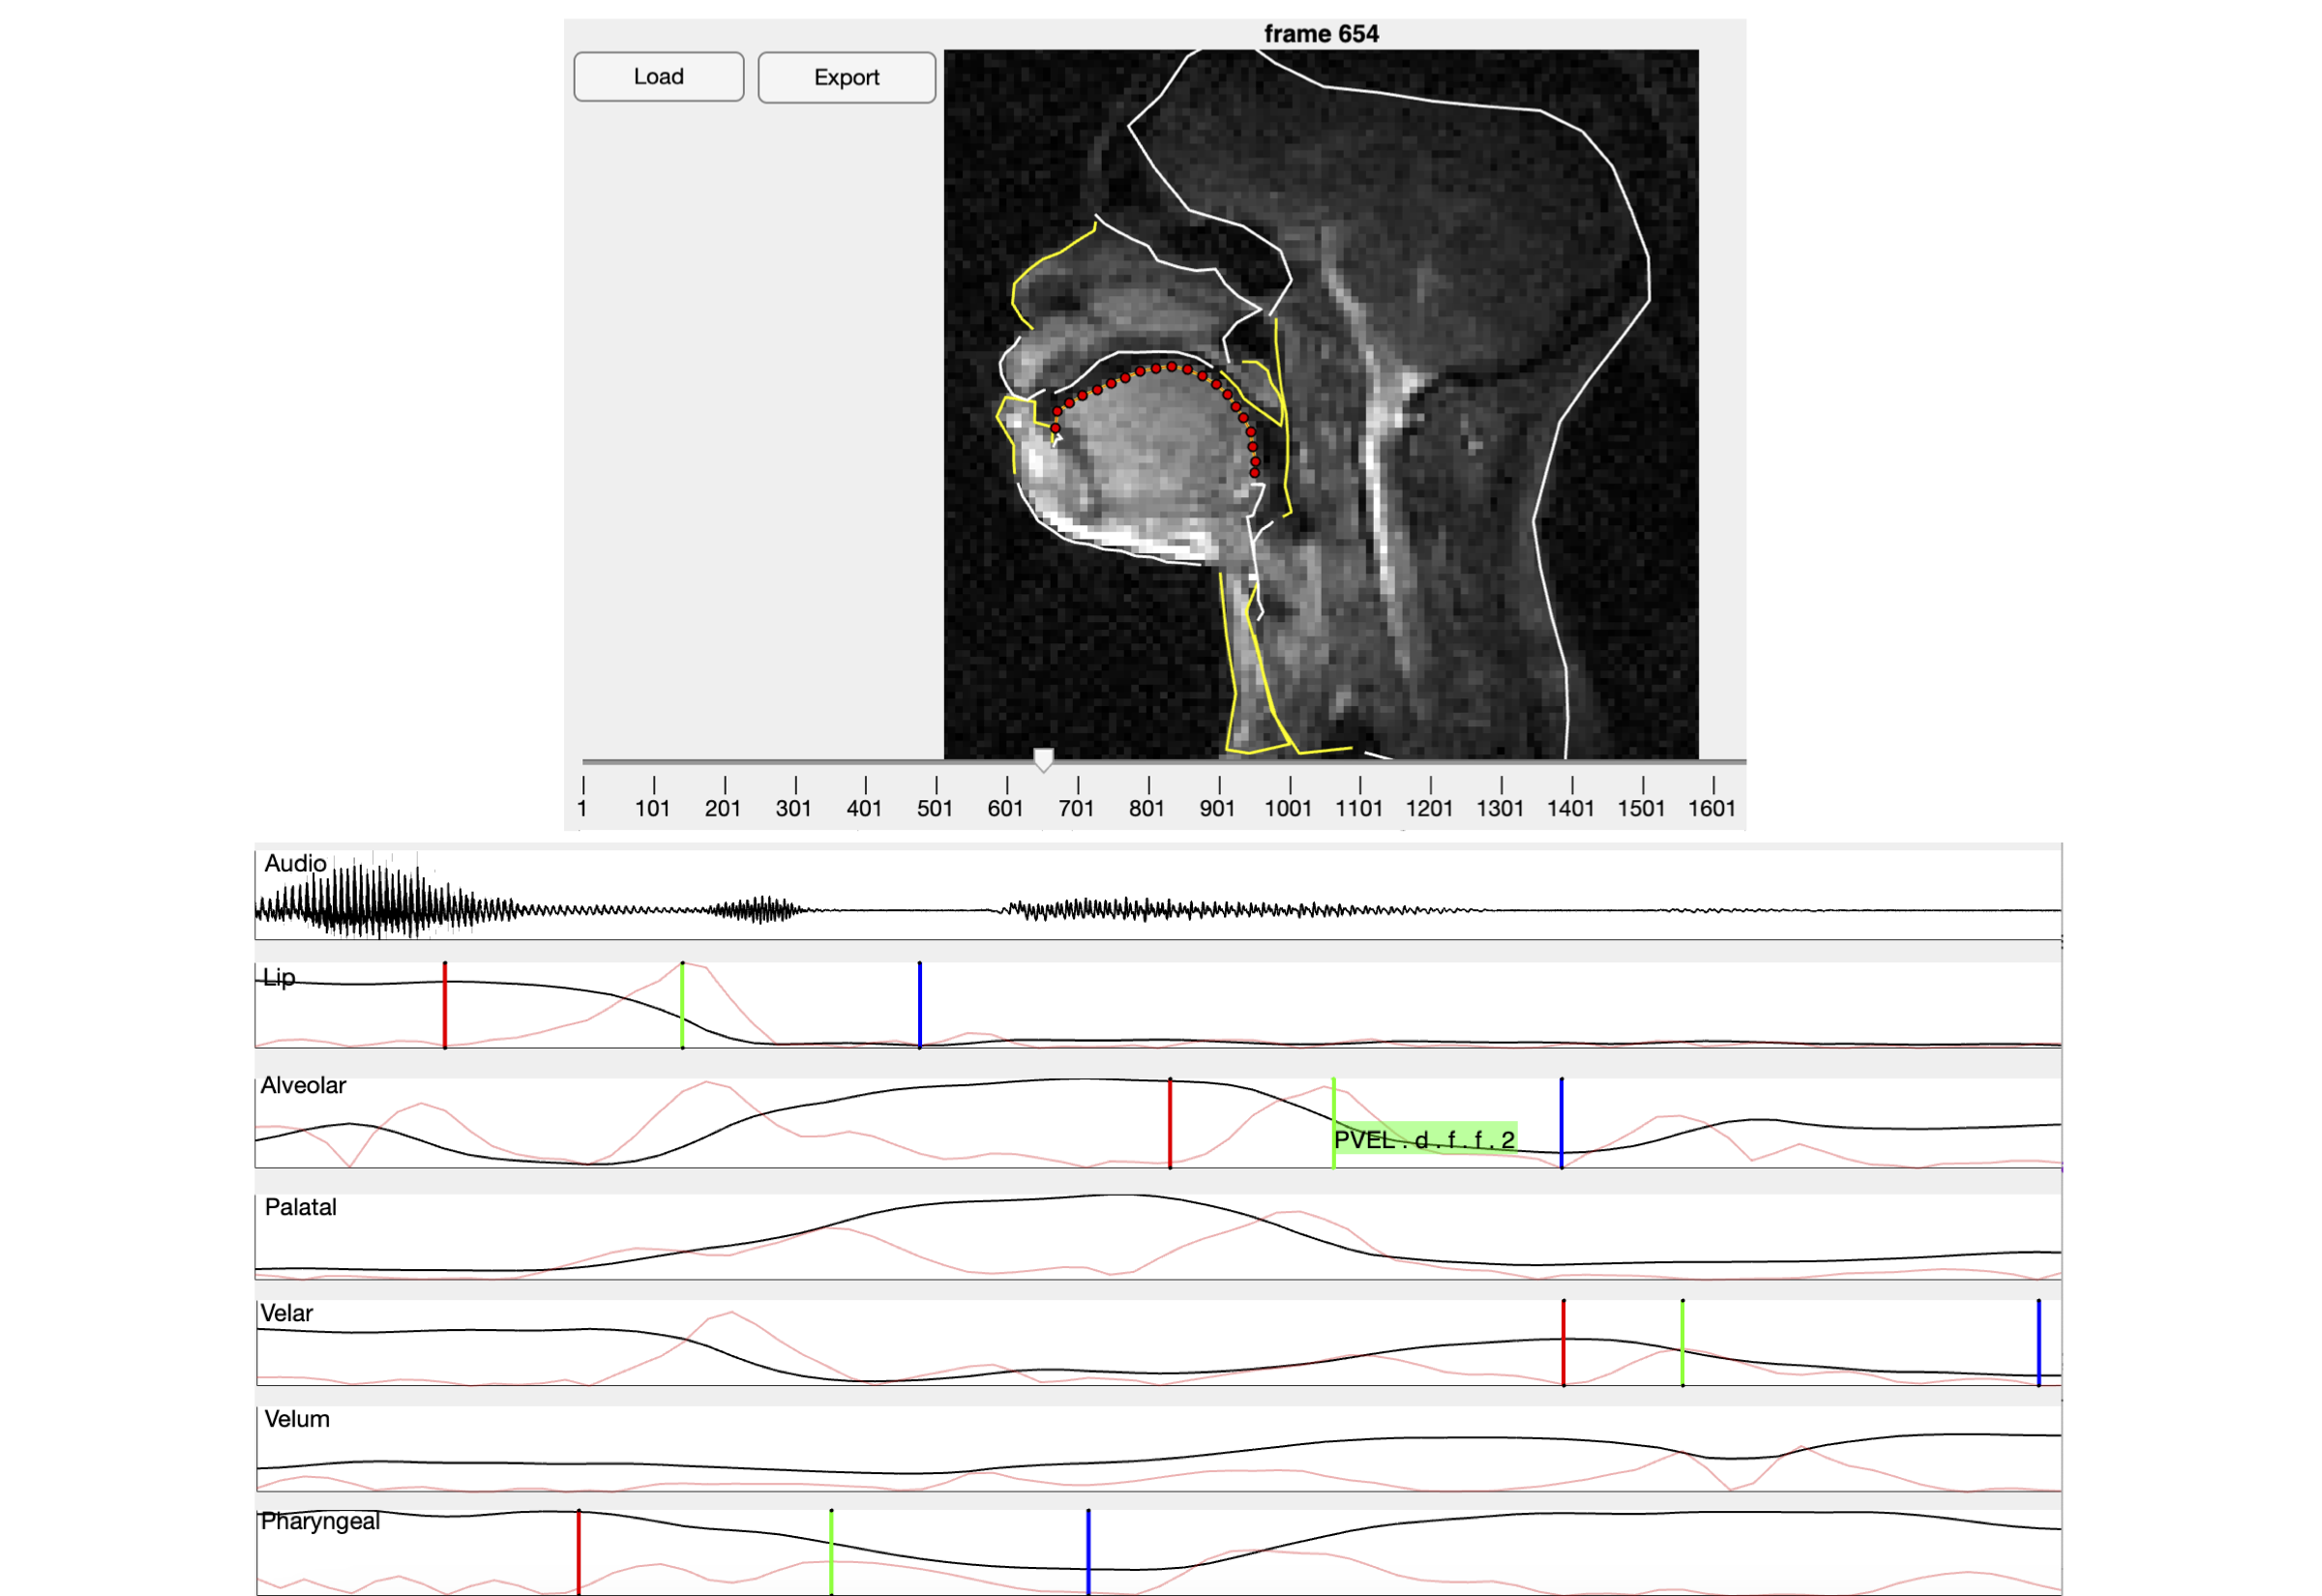 frame 654
Load Export
1 101 201 301 401 501 601 701 801 901 1001 1101 1201 1301 1401 1501 1601
Audio
Lip
Alveolar
PVEL . d . f . f . 2
Palatal
Velar
Velum
Pharyngeal